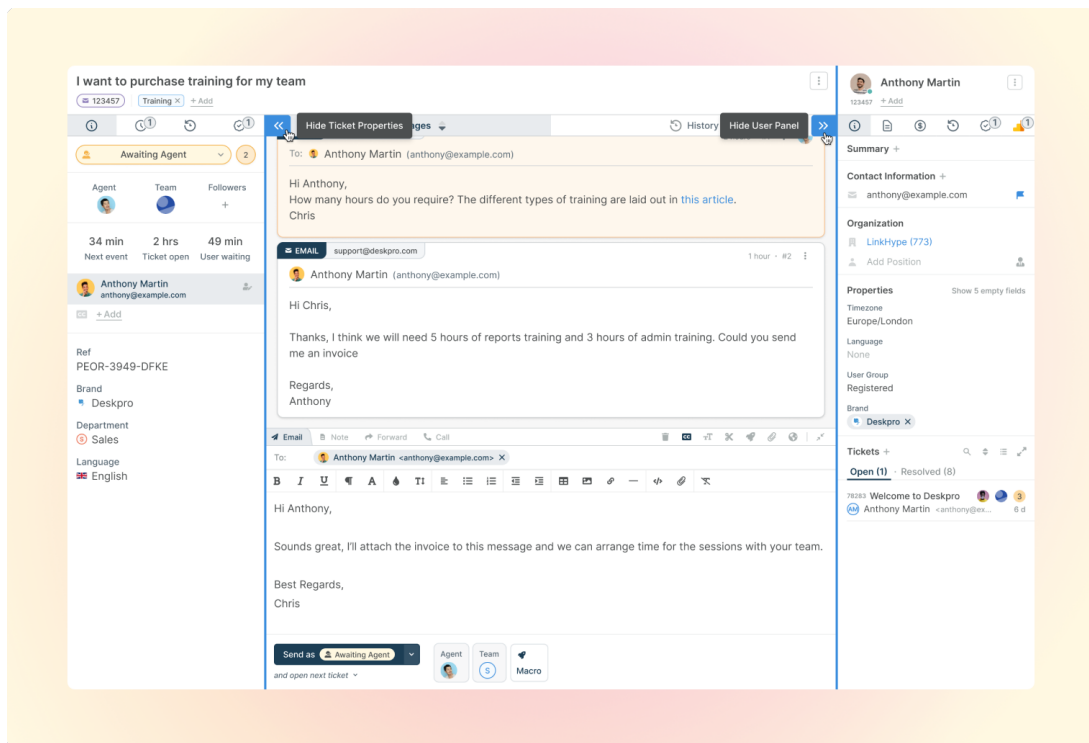 I want to purchase training for my team
123457
Training ×
+ Add
1
1
Awaiting Agent
2
Agent
Team
Followers
+
34 min
2 hrs
49 min
Next event
Ticket open
User waiting
Anthony Martin
anthony@example.com
+ Add
Ref
PEOR-3949-DFKE
Brand
Deskpro
Department
S Sales
Language
English
Hide Ticket Properties
ages
History
Hide User Panel
To: Anthony Martin (anthony@example.com)
Hi Anthony,
How many hours do you require? The different types of training are laid out in this article.
Chris
EMAIL
support@deskpro.com
1 hour · #2
Anthony Martin (anthony@example.com)
Hi Chris,
Thanks, I think we will need 5 hours of reports training and 3 hours of admin training. Could you send
me an invoice
Regards,
Anthony
Email
Note
Forward
Call
CC
To: Anthony Martin <anthony@example.com> ×
B I U ¶ A
Hi Anthony,
Sounds great, I'll attach the invoice to this message and we can arrange time for the sessions with your team.
Best Regards,
Chris
Send as Awaiting Agent
and open next ticket
Agent
Team
S
Macro
Anthony Martin
123457
+ Add
1
1
Summary +
Contact Information +
anthony@example.com
Organization
LinkHype (773)
Add Position
Properties
Show 5 empty fields
Timezone
Europe/London
Language
None
User Group
Registered
Brand
Deskpro ×
Tickets +
Open (1) · Resolved (8)
78283 Welcome to Deskpro
3
AM Anthony Martin <anthony@ex...
6 d